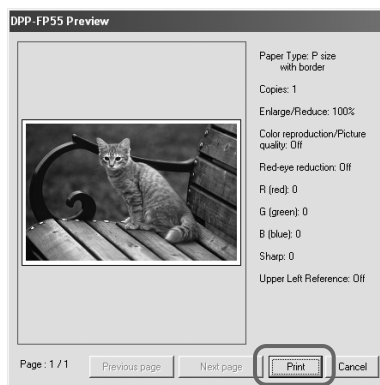 DPP-FP55 Preview
Paper Type: P size
with border
Copies: 1
Enlarge/Reduce: 100%
Color reproduction/Picture
quality: Off
Red-eye reduction: Off
R (red): 0
G (green): 0
B (blue): 0
Sharp: 0
Upper Left Reference: Off
Page : 1 / 1 Previous page Next page Print Cancel